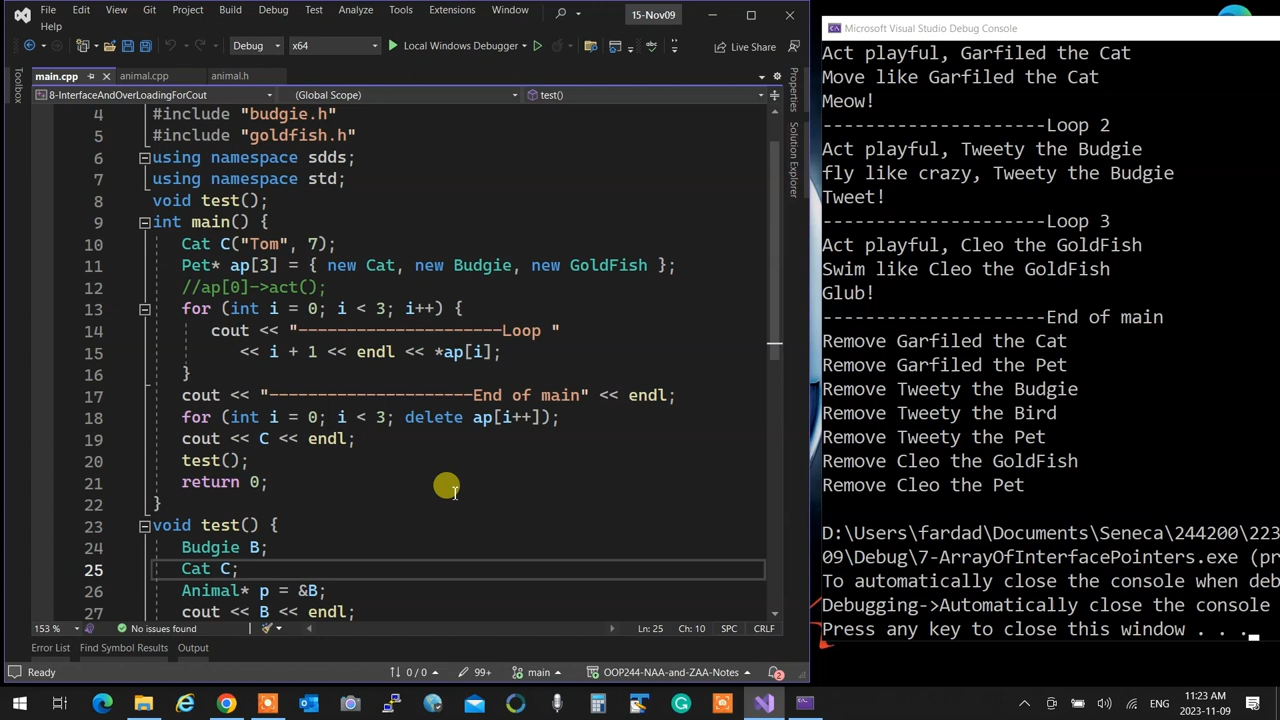 File Edit View Git Project Build Debug Test Analyze Tools Extensions Window 15-Nov09
Help
x86 Local Windows Debugger Live Share
main.cpp animal.cpp animal.h
8-InterfaceAndOverLoadingForCout (Global Scope) test()
Toolbox
Properties
Solution Explorer
4 #include "budgie.h"
5 #include "goldfish.h"
6 using namespace sdds;
7 using namespace std;
8 void test();
9 int main() {
10 Cat C("Tom", 7);
11 Pet* ap[3] = { new Cat, new Budgie, new GoldFish };
12 //ap[0]->act();
13 for (int i = 0; i < 3; i++) {
14 cout << "---------------------Loop "
15 << i + 1 << endl << *ap[i];
16 }
17 cout << "---------------------End of main" << endl;
18 for (int i = 0; i < 3; delete ap[i++]);
19 cout << C << endl;
20 test();
21 return 0;
22 }
23 void test() {
24 Budgie B;
25 Cat C;
26 Animal* p = &B;
27 cout << B << endl;
153 % No issues found Ln: 25 Ch: 10 SPC CRLF
Error List Find Symbol Results Output
Ready 0 / 0 99+ main OOP244-NAA-and-ZAA-Notes 2
Microsoft Visual Studio Debug Console
Act playful, Garfiled the Cat
Move like Garfiled the Cat
Meow!
---------------------Loop 2
Act playful, Tweety the Budgie
fly like crazy, Tweety the Budgie
Tweet!
---------------------Loop 3
Act playful, Cleo the GoldFish
Swim like Cleo the GoldFish
Glub!
---------------------End of main
Remove Garfiled the Cat
Remove Garfiled the Pet
Remove Tweety the Budgie
Remove Tweety the Bird
Remove Tweety the Pet
Remove Cleo the GoldFish
Remove Cleo the Pet
D:\Users\fardad\Documents\Seneca\244200\223
09\Debug\7-ArrayOfInterfacePointers.exe (pr
To automatically close the console when deb
Debugging->Automatically close the console
Press any key to close this window . . .
ENG
11:23 AM
2023-11-09